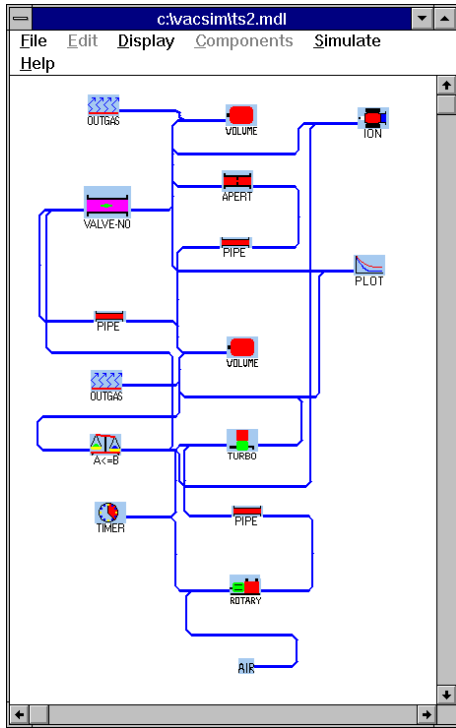 c:\vacsim\ts2.mdl
File Edit Display Components Simulate
Help
OUTGAS
VOLUME
ION
APERT
VALVE-NO
PIPE
PLOT
PIPE
VOLUME
OUTGAS
A<=B
TURBO
TIMER
PIPE
ROTARY
AIR